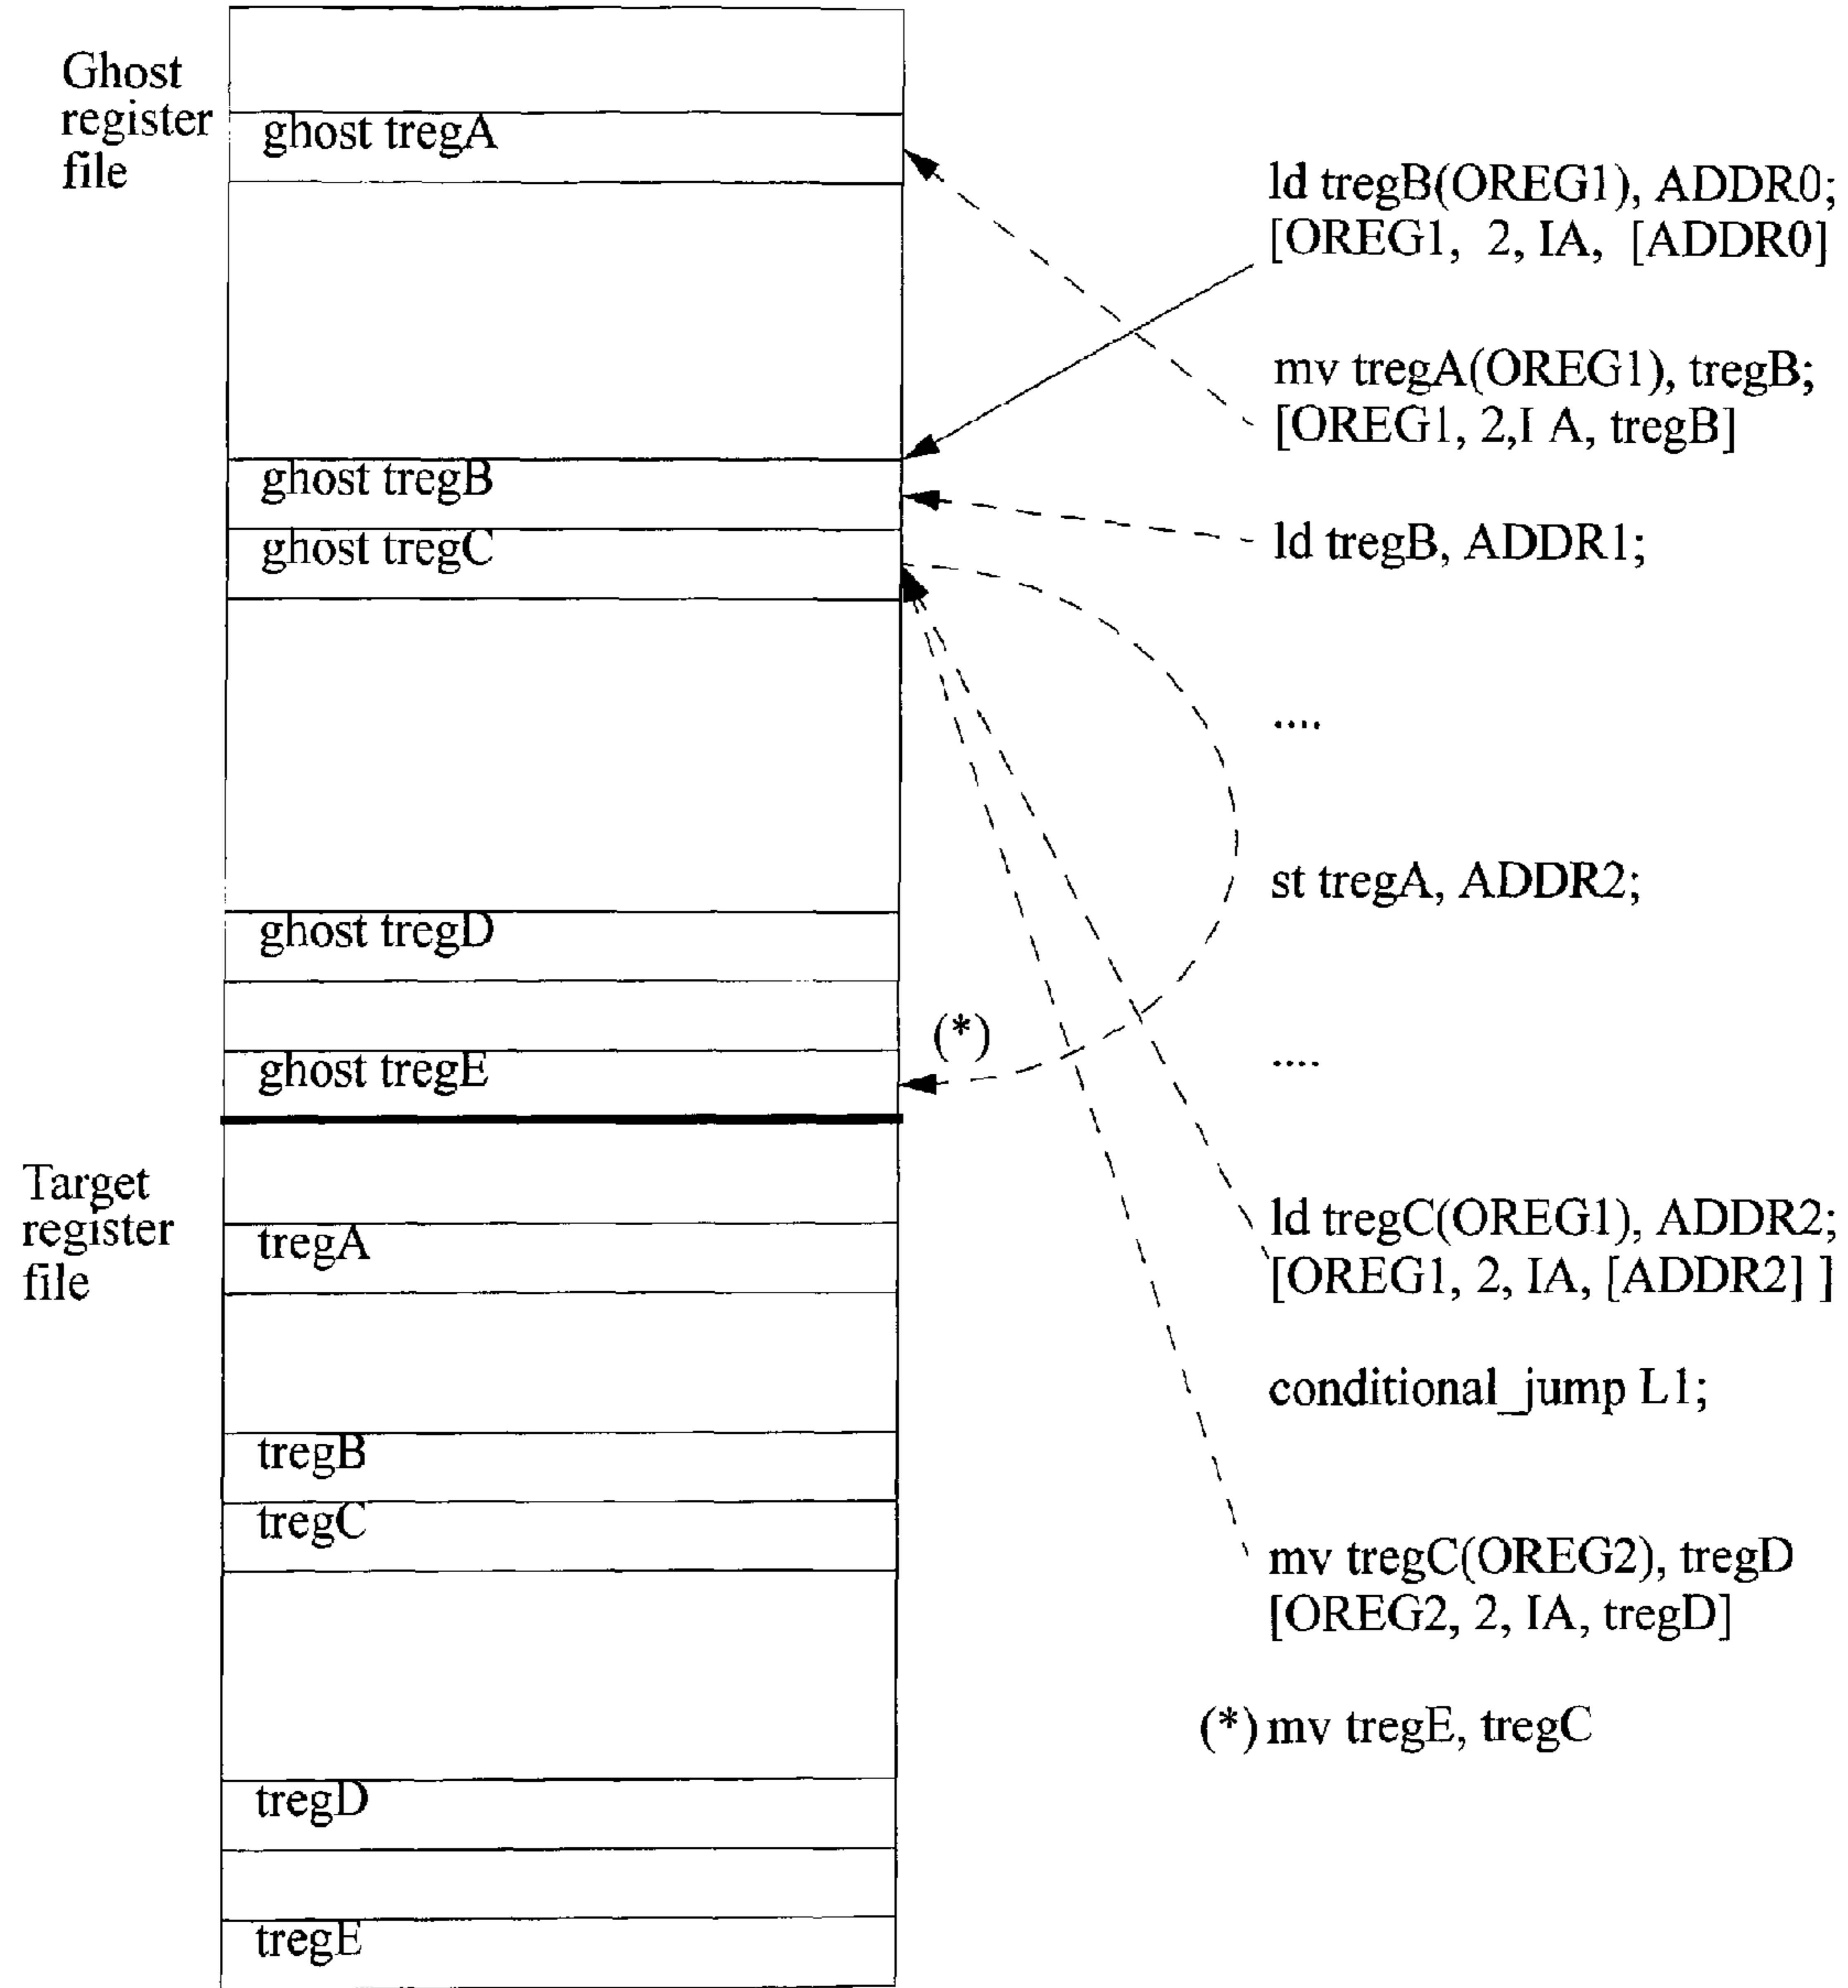 Ghost
register
file
ghost tregA
ghost tregB
ghost tregC
ghost tregD
ghost tregE
(*)
Target
register
file
tregA
tregB
tregC
tregD
tregE
ld tregB(OREG1), ADDR0;
[OREG1, 2, IA, [ADDR0]
mv tregA(OREG1), tregB;
[OREG1, 2,I A, tregB]
ld tregB, ADDR1;
....
st tregA, ADDR2;
....
ld tregC(OREG1), ADDR2;
[OREG1, 2, IA, [ADDR2] ]
conditional_jump L1;
mv tregC(OREG2), tregD
[OREG2, 2, IA, tregD]
(*) mv tregE, tregC